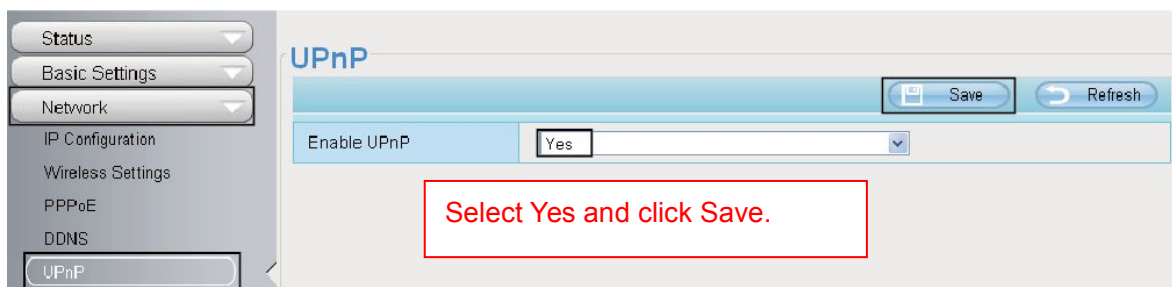 Status
Basic Settings
Network
IP Configuration
Wireless Settings
PPPoE
DDNS
UPnP
UPnP
Save
Refresh
Enable UPnP
Yes
Select Yes and click Save.